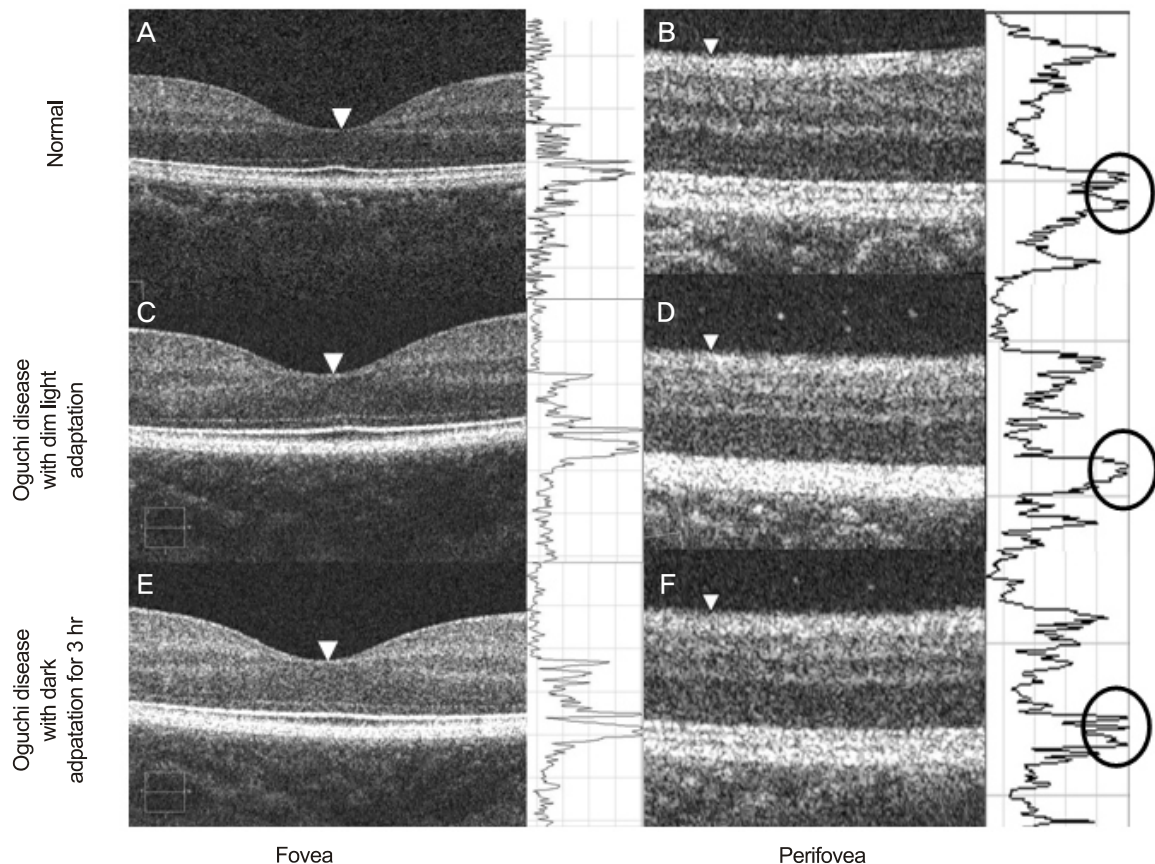 A
B
Normal
C
D
Oguchi disease
with dim light
adaptation
E
F
Oguchi disease
with dark
adpatation for 3 hr
Fovea
Perifovea